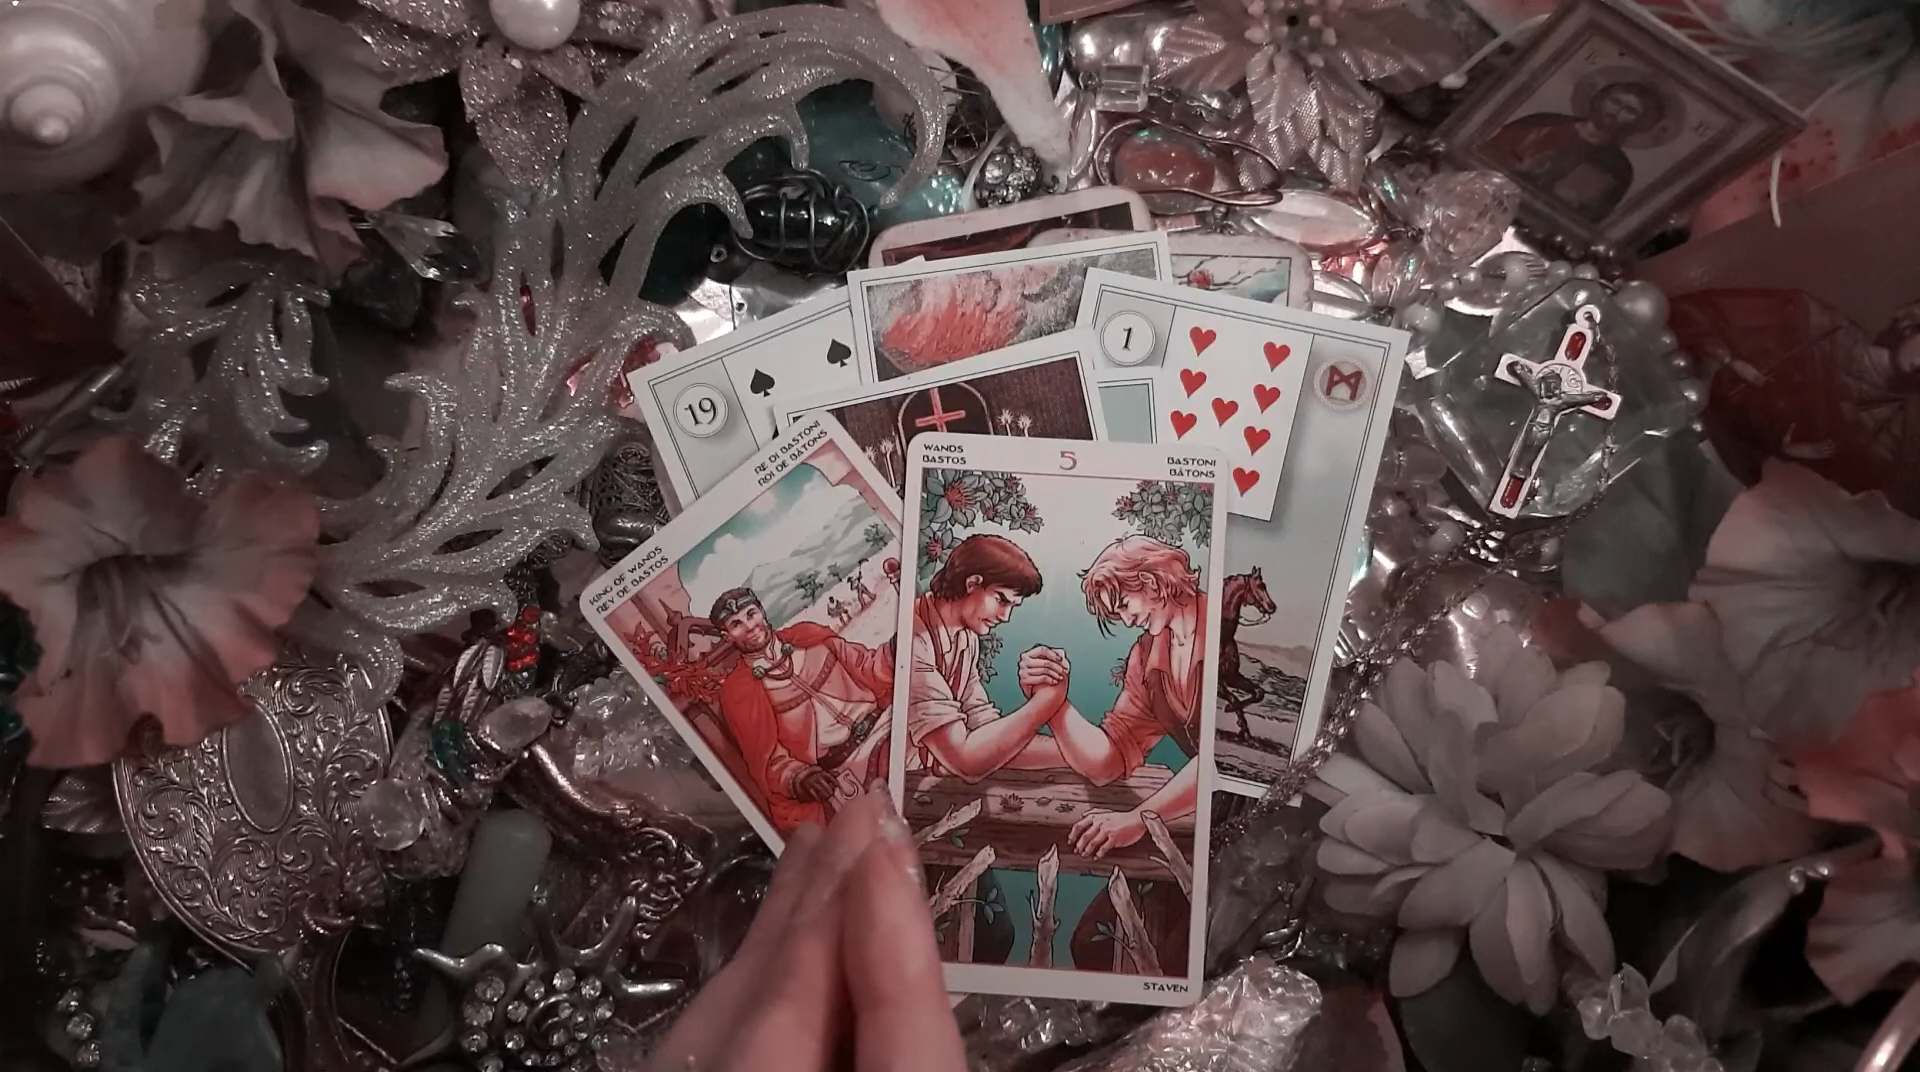 19
1
RE DI BASTONI
ROI DE BÂTONS
KING OF WANDS
REY DE BASTOS
WANDS
BASTOS
5
BASTONI
BÂTONS
STAVEN